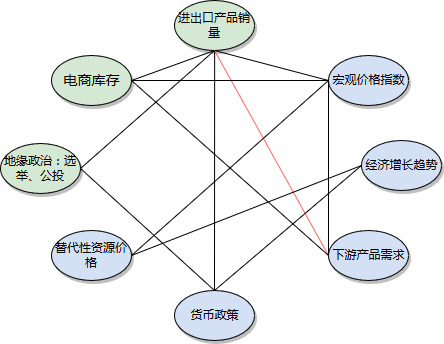 进出口产品销
量
电商库存
宏观价格指数
地缘政治：选
举、公投
经济增长趋势
替代性资源价
格
下游产品需求
货币政策